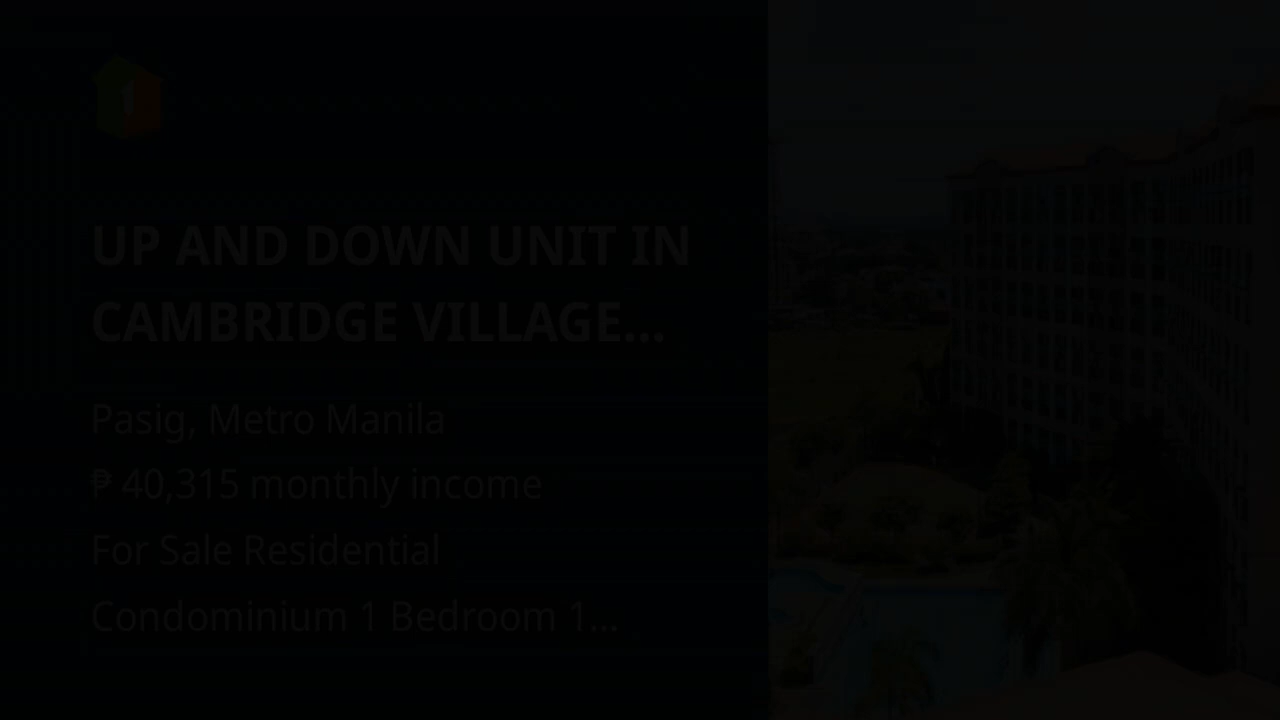 UP AND DOWN UNIT IN
CAMBRIDGE VILLAGE...
Pasig, Metro Manila
₱ 40,315 monthly income
For Sale Residential
Condominium 1 Bedroom 1...